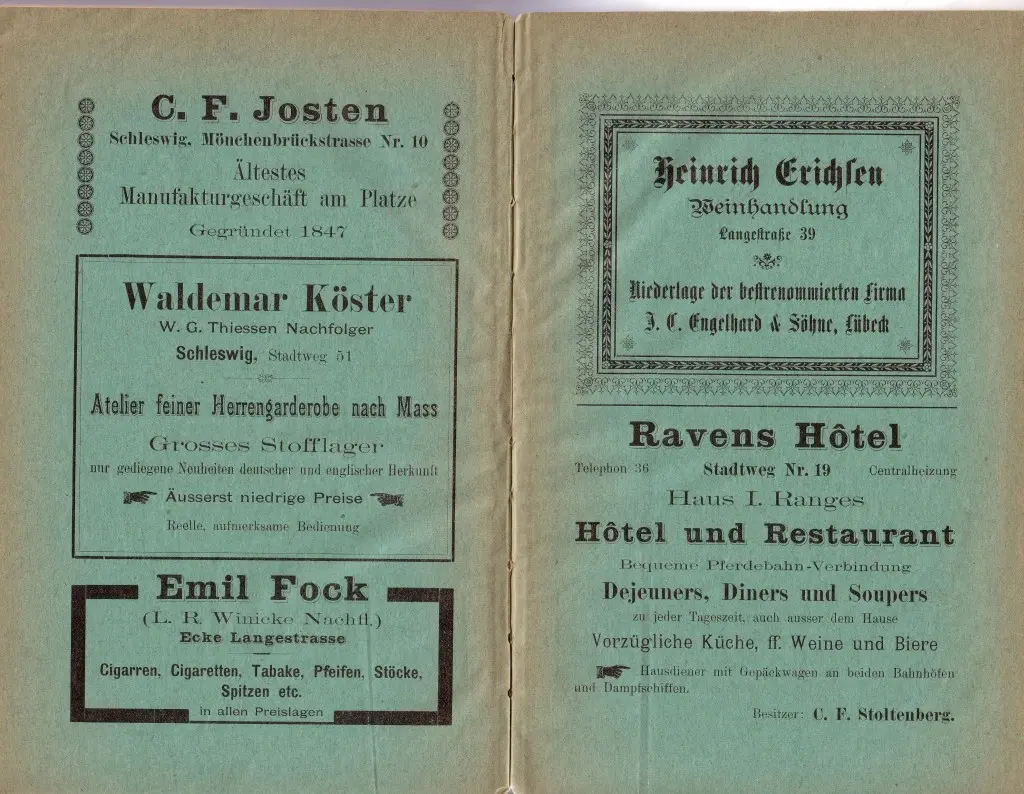 C. F. Josten
Schleswig, Mönchenbrückstrasse Nr. 10
Ältestes
Manufakturgeschäft am Platze
Gegründet 1847
Waldemar Köster
W. G. Thiessen Nachfolger
Schleswig, Stadtweg 51
Atelier feiner Herrengarderobe nach Mass
Grosses Stofflager
nur gediegene Neuheiten deutscher und englischer Herkunft
Äusserst niedrige Preise
Reelle, aufmerksame Bedienung
Emil Fock
(L. R. Winicke Nachfl.)
Ecke Langestrasse
Cigarren, Cigaretten, Tabake, Pfeifen, Stöcke,
Spitzen etc.
in allen Preislagen
Heinrich Erichsen
Weinhandlung
Langestraße 39
Niederlage der bestrenommierten Firma
J. C. Engelhard & Söhne, Lübeck
Ravens Hôtel
Telephon 36 Stadtweg Nr. 19 Centralheizung
Haus I. Ranges
Hôtel und Restaurant
Bequeme Pferdebahn-Verbindung
Dejeuners, Diners und Soupers
zu jeder Tageszeit, auch ausser dem Hause
Vorzügliche Küche, ff. Weine und Biere
Hausdiener mit Gepäckwagen an beiden Bahnhöfen
und Dampfschiffen.
Besitzer: C. F. Stoltenberg.